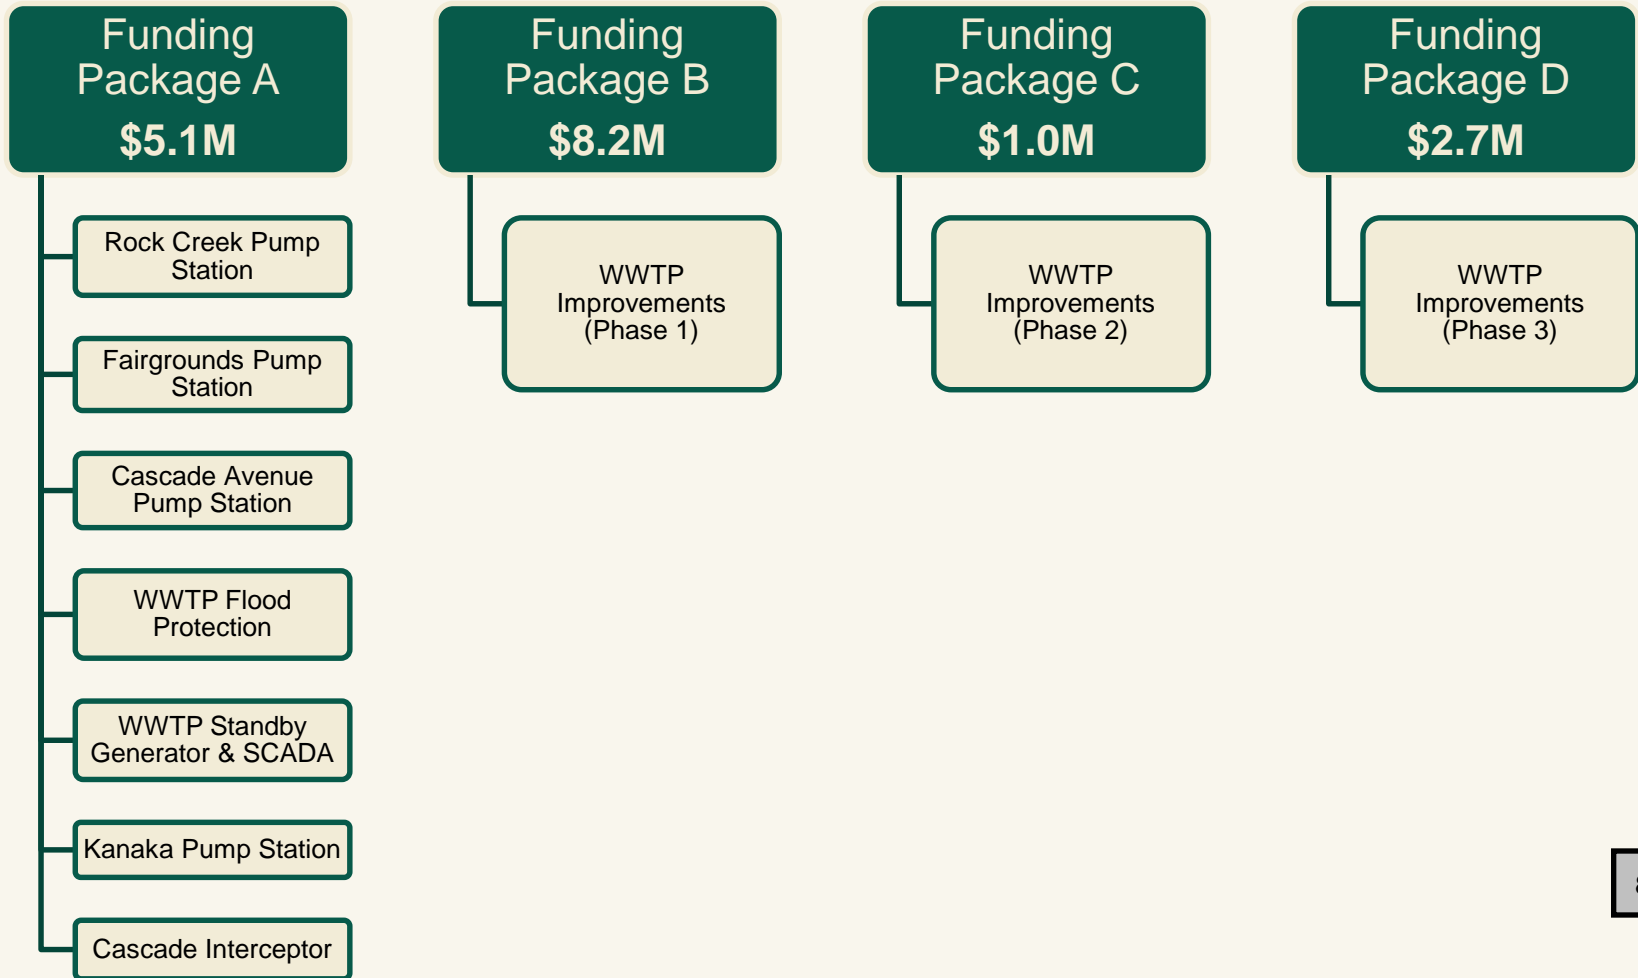 Funding
Package A
$5.1M
Rock Creek Pump
Station
Fairgrounds Pump
Station
Cascade Avenue
Pump Station
WWTP Flood
Protection
WWTP Standby
Generator & SCADA
Kanaka Pump Station
Cascade Interceptor
Funding
Package B
$8.2M
WWTP
Improvements
(Phase 1)
Funding
Package C
$1.0M
WWTP
Improvements
(Phase 2)
Funding
Package D
$2.7M
WWTP
Improvements
(Phase 3)